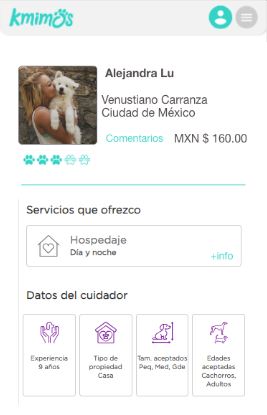 kmimos
Alejandra Lu
Venustiano Carranza
Ciudad de México
Comentarios MXN $ 160.00
Servicios que ofrezco
Hospedaje
Día y noche
+info
Datos del cuidador
Experiencia
9 años
Tipo de
propiedad
Casa
Tam. aceptados
Peq, Med, Gde
Edades
aceptadas
Cachorros,
Adultos